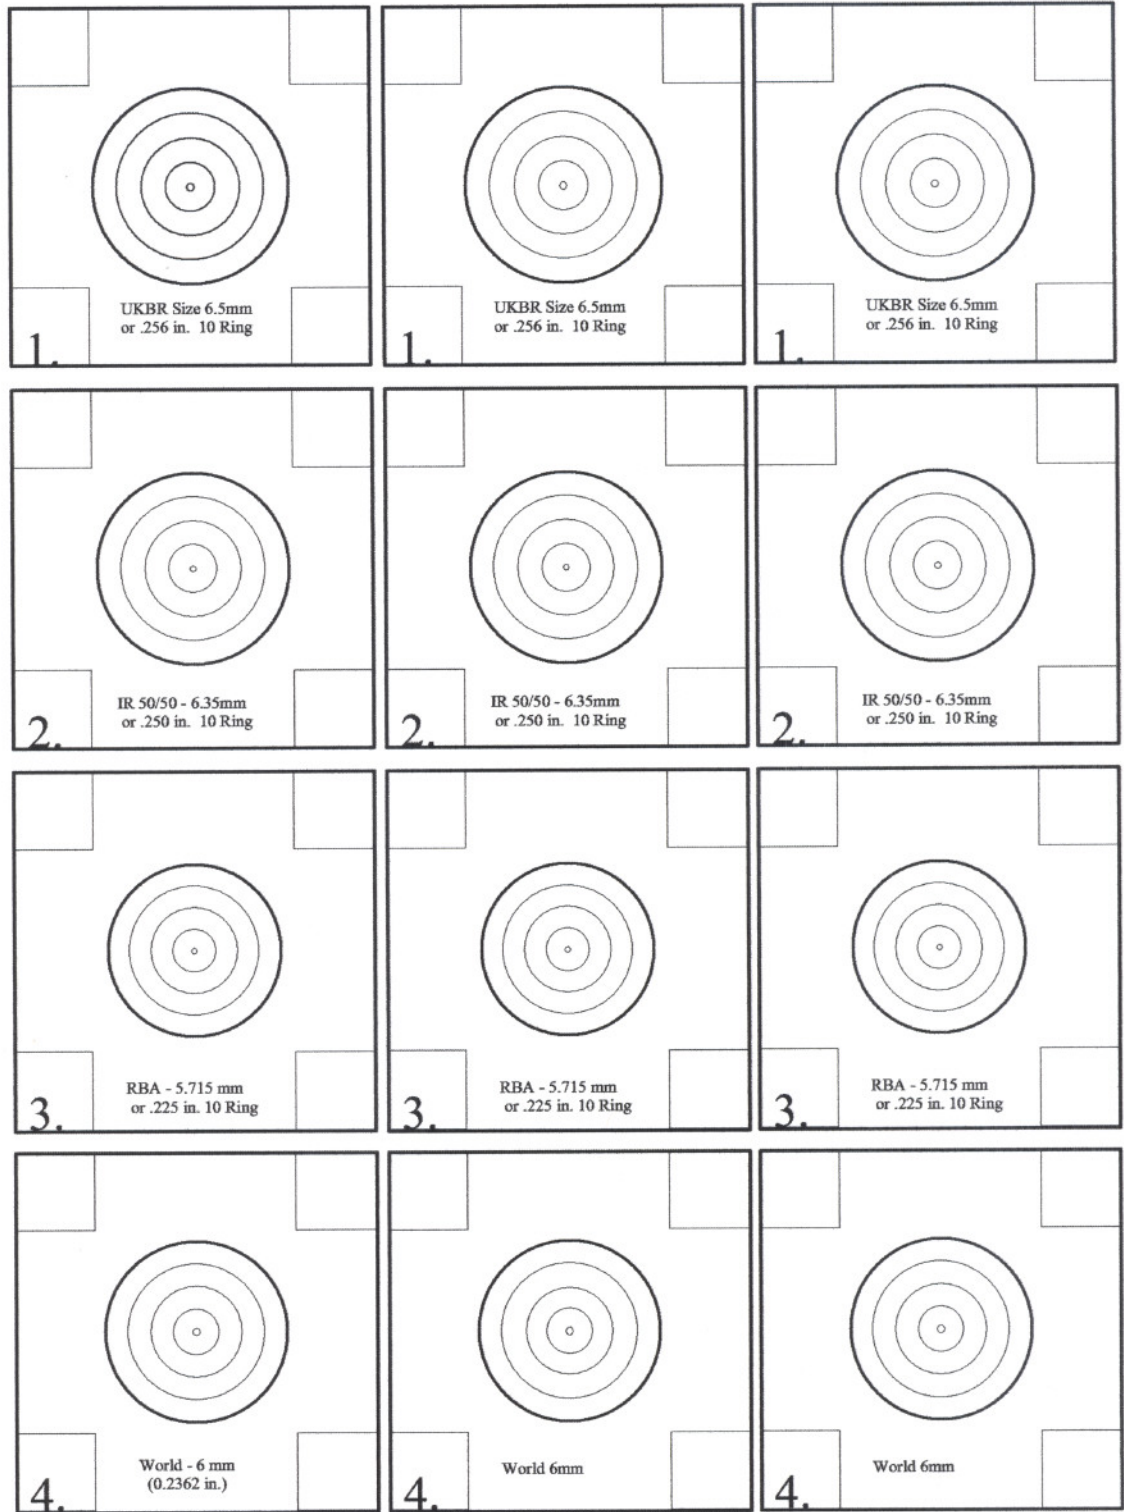 UKBR Size 6.5mm
or .256 in. 10 Ring
1.
UKBR Size 6.5mm
or .256 in. 10 Ring
1.
UKBR Size 6.5mm
or .256 in. 10 Ring
1.
IR 50/50 - 6.35mm
or .250 in. 10 Ring
2.
IR 50/50 - 6.35mm
or .250 in. 10 Ring
2.
IR 50/50 - 6.35mm
or .250 in. 10 Ring
2.
RBA - 5.715 mm
or .225 in. 10 Ring
3.
RBA - 5.715 mm
or .225 in. 10 Ring
3.
RBA - 5.715 mm
or .225 in. 10 Ring
3.
World - 6 mm
(0.2362 in.)
4.
World 6mm
4.
World 6mm
4.